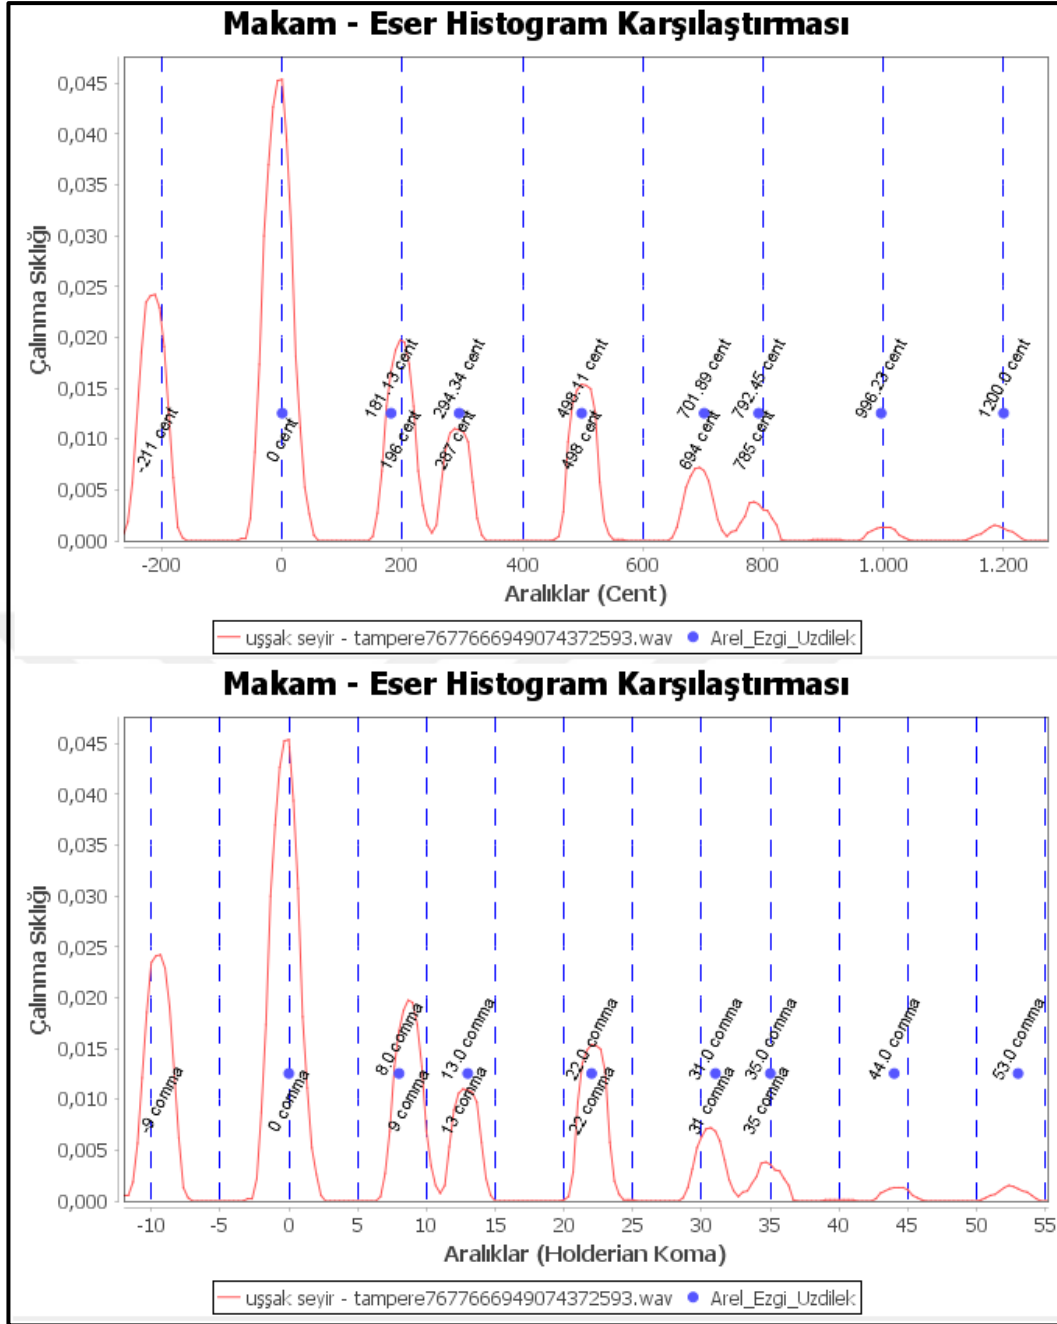 Makam - Eser Histogram Karşılaştırması
Çalınma Sıklığı
0,045
0,040
0,035
0,030
0,025
0,020
0,015
0,010
0,005
0,000
181.13 cent
294.34 cent
498.11 cent
701.89 cent
792.45 cent
996.23 cent
1200.0 cent
-211 cent
0 cent
196 cent
287 cent
498 cent
694 cent
785 cent
-200
0
200
400
600
800
1.000
1.200
Aralıklar (Cent)
uşşak seyir - tampere7677666949074372593.wav
Arel_Ezgi_Uzdilek
Makam - Eser Histogram Karşılaştırması
Çalınma Sıklığı
0,045
0,040
0,035
0,030
0,025
0,020
0,015
0,010
0,005
0,000
8.0 comma
13.0 comma
22.0 comma
31.0 comma
35.0 comma
44.0 comma
53.0 comma
-9 comma
0 comma
9 comma
13 comma
22 comma
31 comma
35 comma
-10
-5
0
5
10
15
20
25
30
35
40
45
50
55
Aralıklar (Holderian Koma)
uşşak seyir - tampere7677666949074372593.wav
Arel_Ezgi_Uzdilek